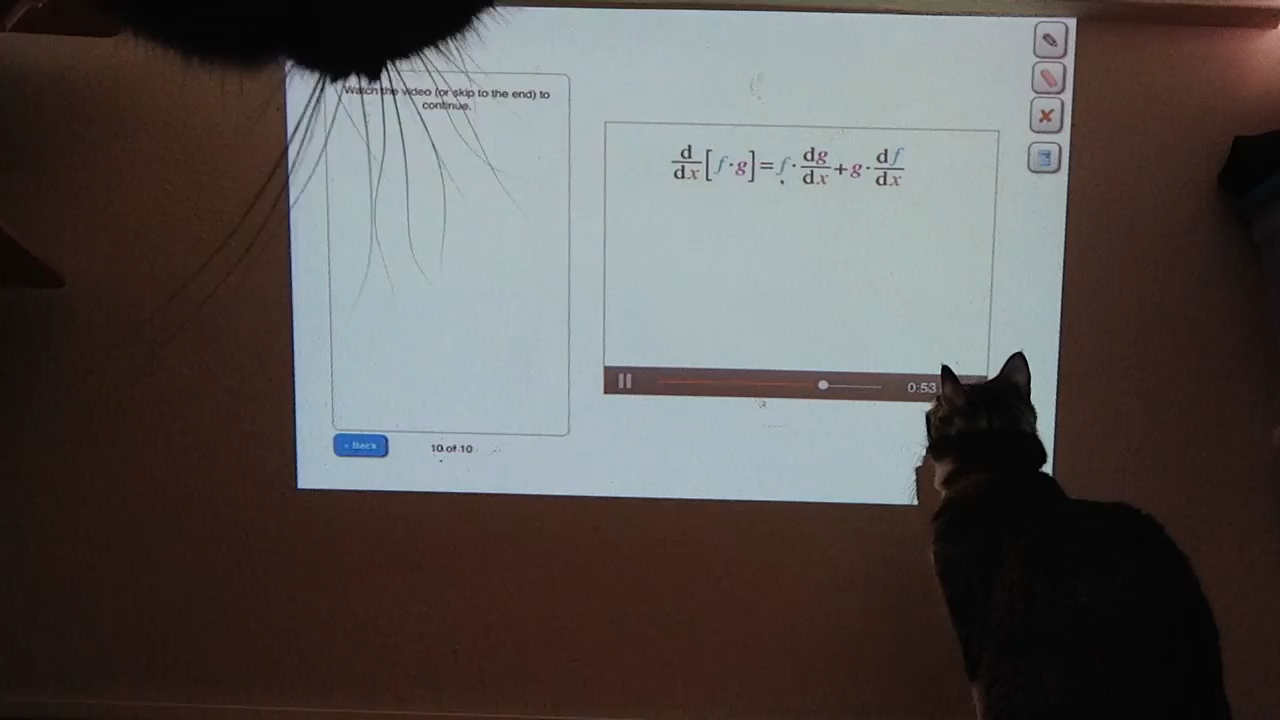 Watch the video (or skip to the end) to
continue.
d/dx [f·g] = f· dg/dx + g· df/dx
0:53
< Back
10 of 10